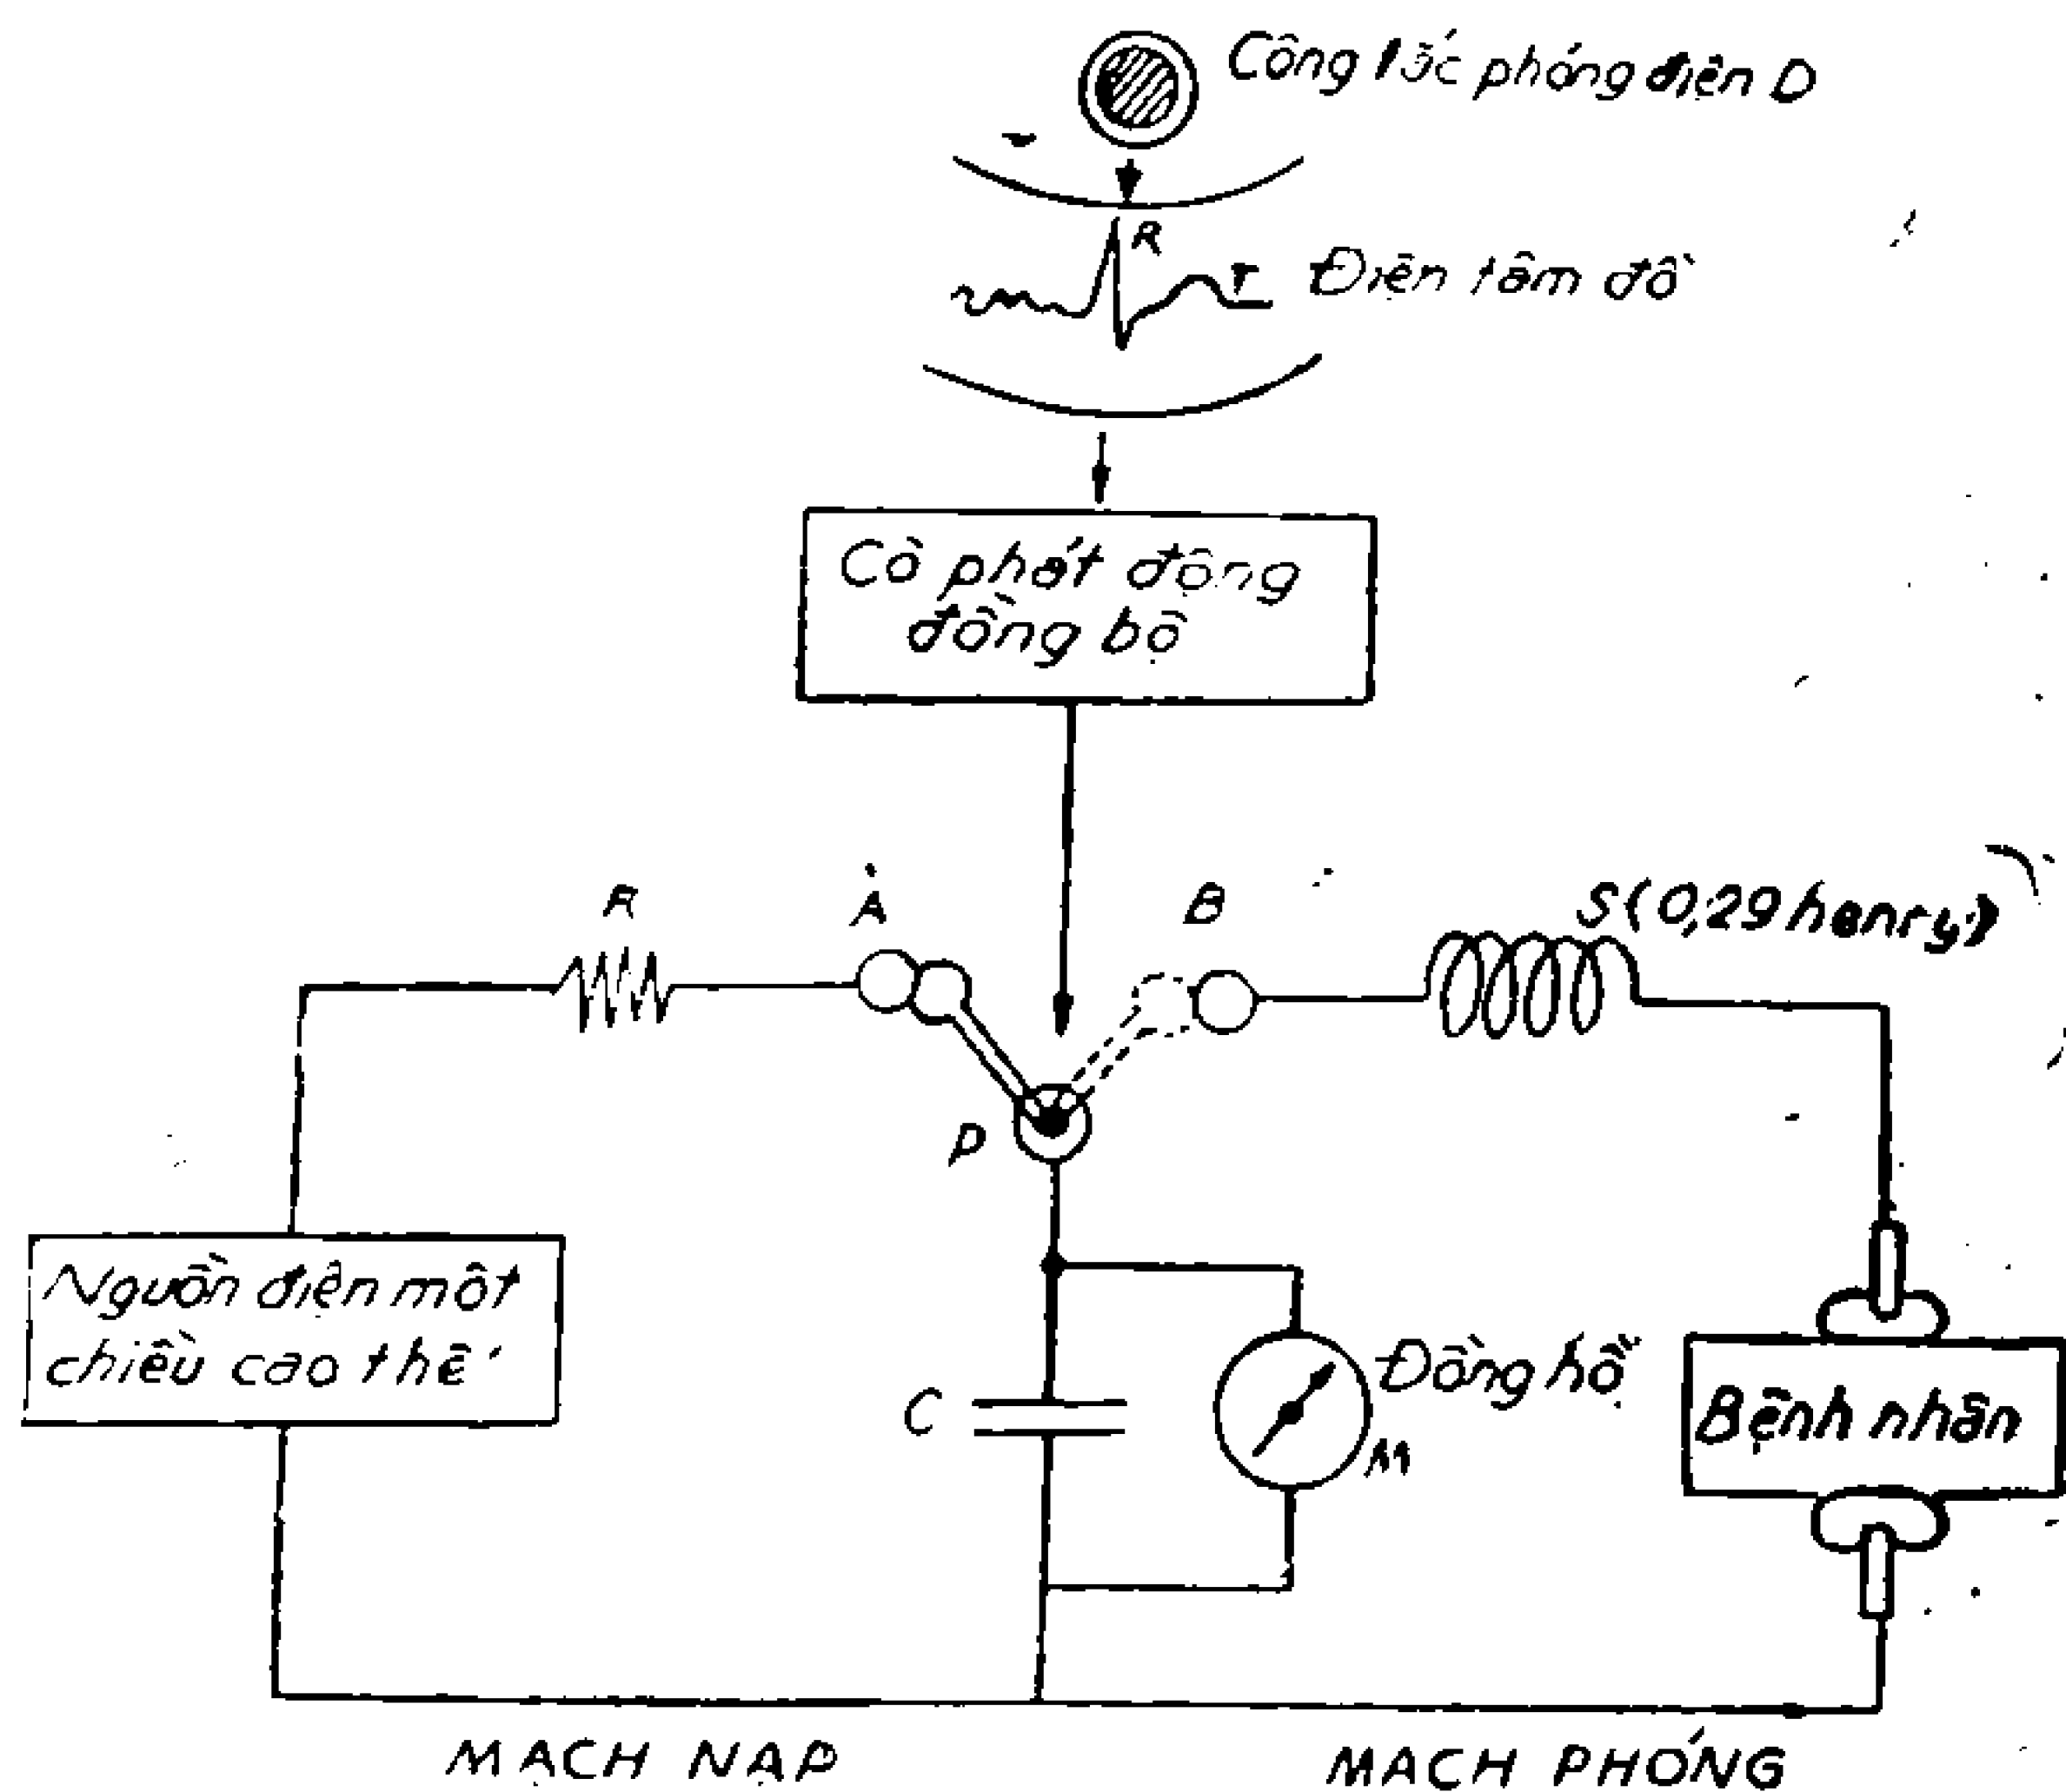 Công tắc phóng điện D
R
T
Điện tâm đồ
Cò phát động
đồng bộ
R
A
B
S (0,29 henry)
P
Nguồn điện một
chiều cao thế
C
Đồng hồ
M
Bệnh nhân
MẠCH NẠP
MẠCH PHÓNG